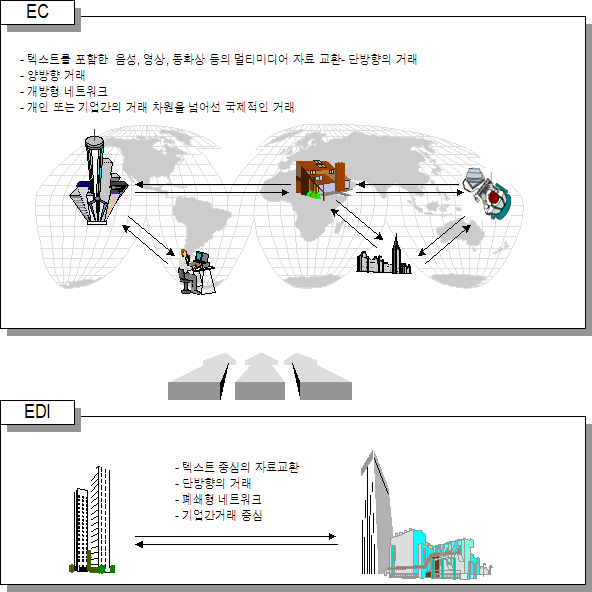 EC
- 텍스트를 포함한 음성, 영상, 동화상 등의 멀티미디어 자료 교환- 단방향의 거래
- 양방향 거래
- 개방형 네트워크
- 개인 또는 기업간의 거래 차원을 넘어선 국제적인 거래
EDI
- 텍스트 중심의 자료교환
- 단방향의 거래
- 폐쇄형 네트워크
- 기업간거래 중심